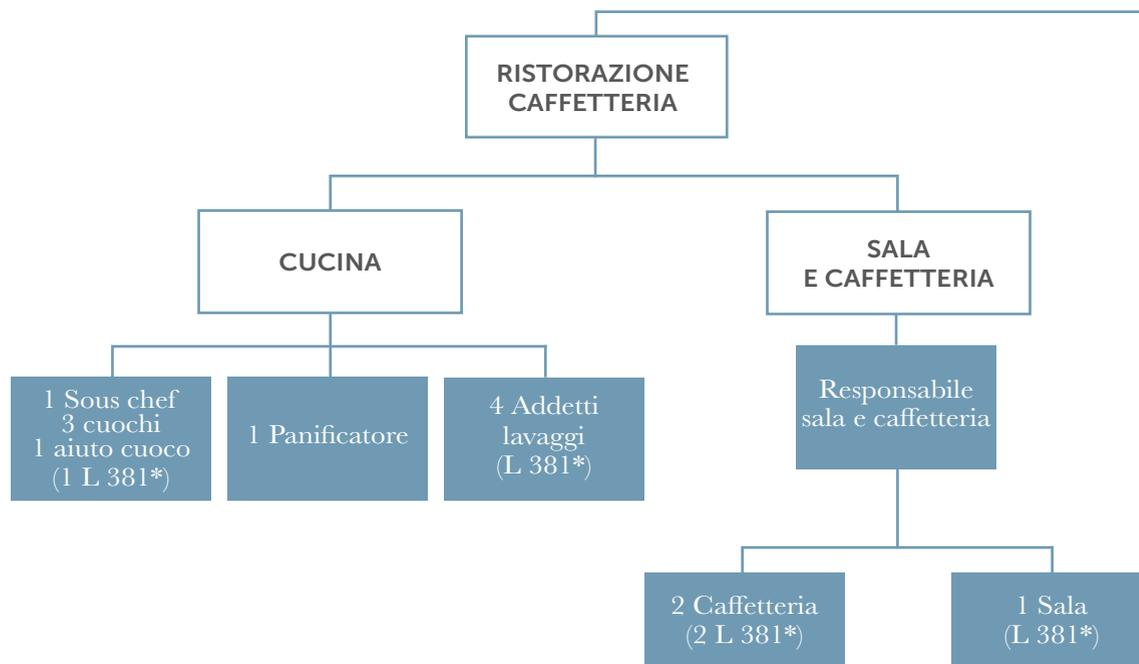 RISTORAZIONE
CAFFETTERIA
CUCINA
SALA
E CAFFETTERIA
1 Sous chef
3 cuochi
1 aiuto cuoco
(1 L 381*)
1 Panificatore
4 Addetti
lavaggi
(L 381*)
Responsabile
sala e caffetteria
2 Caffetteria
(2 L 381*)
1 Sala
(L 381*)